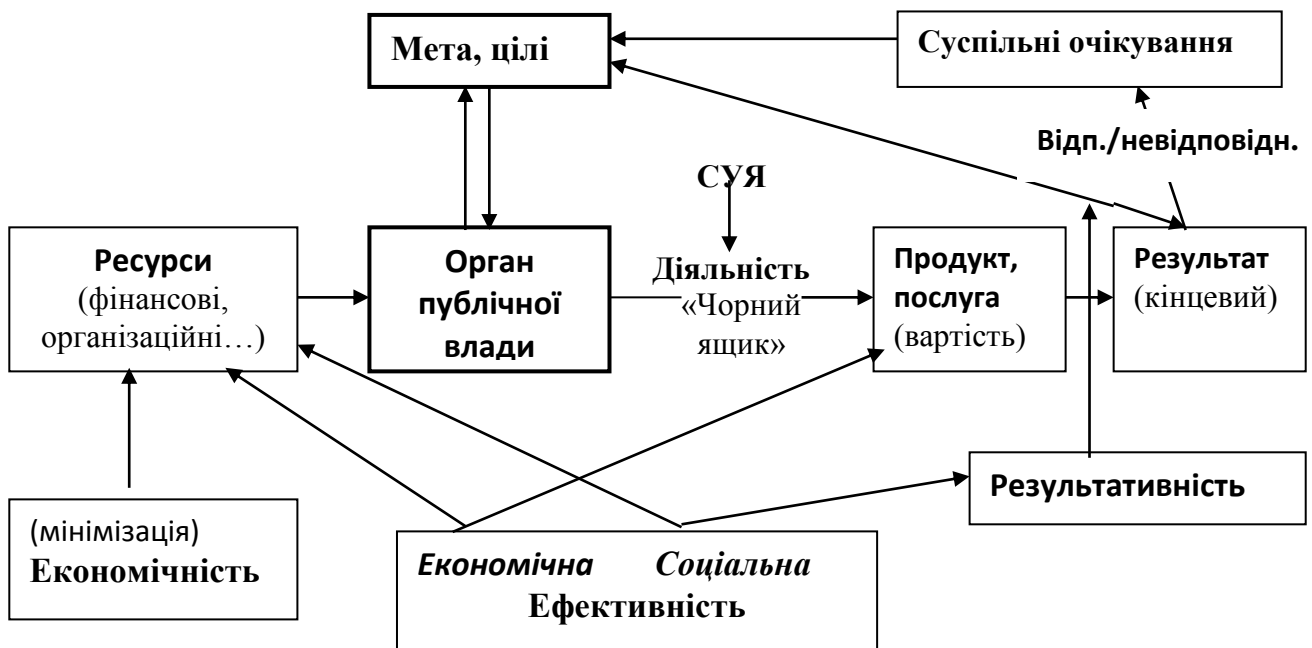 Мета, цілі
Суспільні очікування
Відп./невідповідн.
СУЯ
Ресурси
(фінансові,
організаційні…)
Орган
публічної
влади
Діяльність
«Чорний
ящик»
Продукт,
послуга
(вартість)
Результат
(кінцевий)
Результативність
(мінімізація)
Економічність
Економічна Соціальна
Ефективність